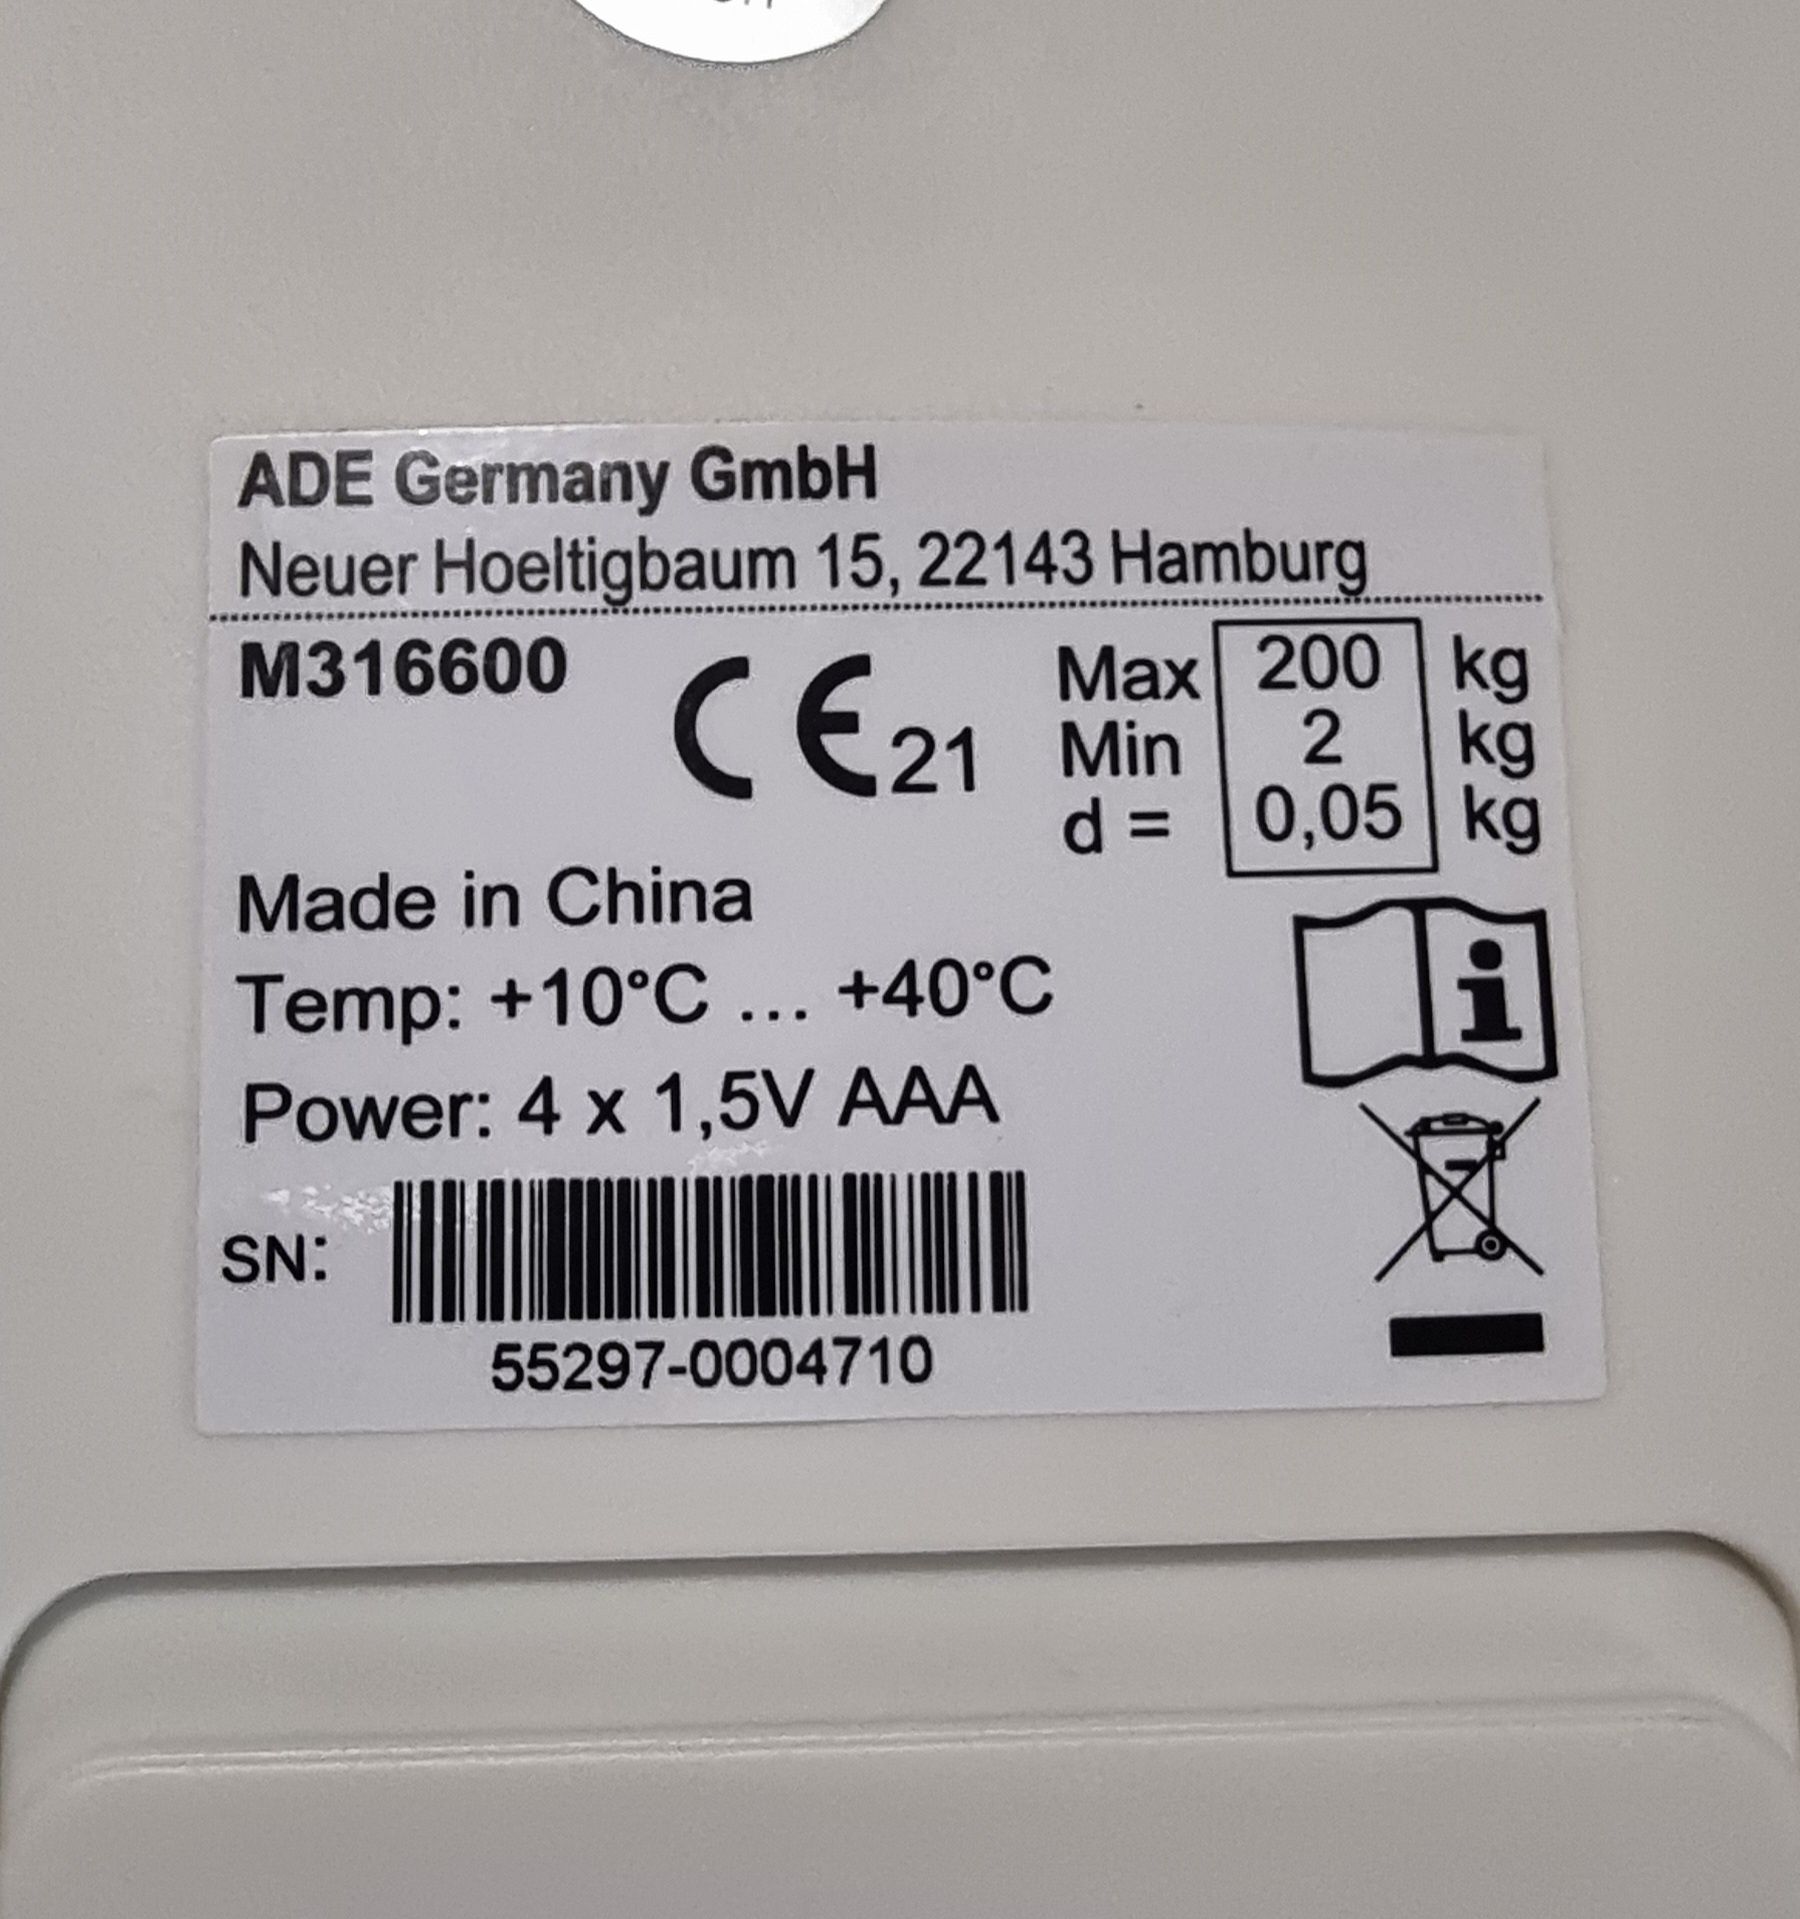 ADE Germany GmbH
Neuer Hoeltigbaum 15, 22143 Hamburg
M316600
CE 21
Max 200 kg
Min 2 kg
d = 0,05 kg
Made in China
Temp: +10°C ... +40°C
Power: 4 x 1,5V AAA
SN:
55297-0004710